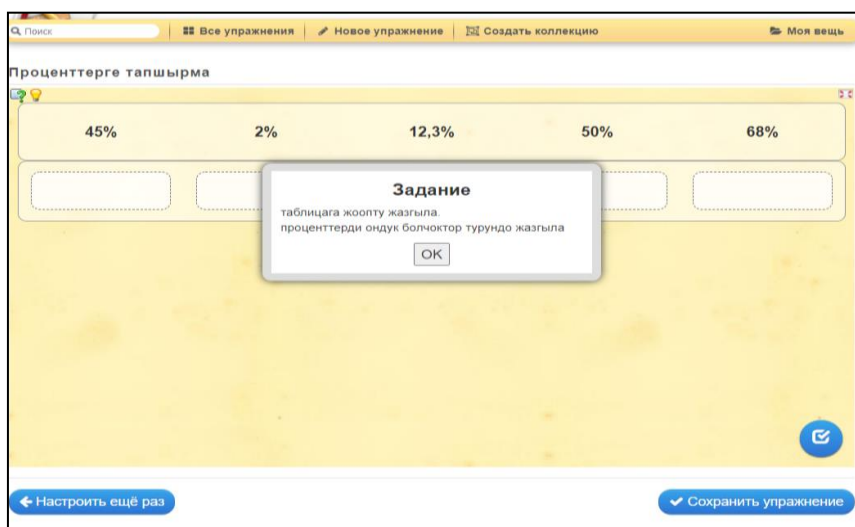 Поиск Все упражнения Новое упражнение Создать коллекцию Моя вещь
Проценттерге тапшырма
45% 2% 12,3% 50% 68%
Задание
таблицага жоопту жазгыла.
проценттерди ондук болчоктор турундо жазгыла
OK
Настроить ещё раз Сохранить упражнение